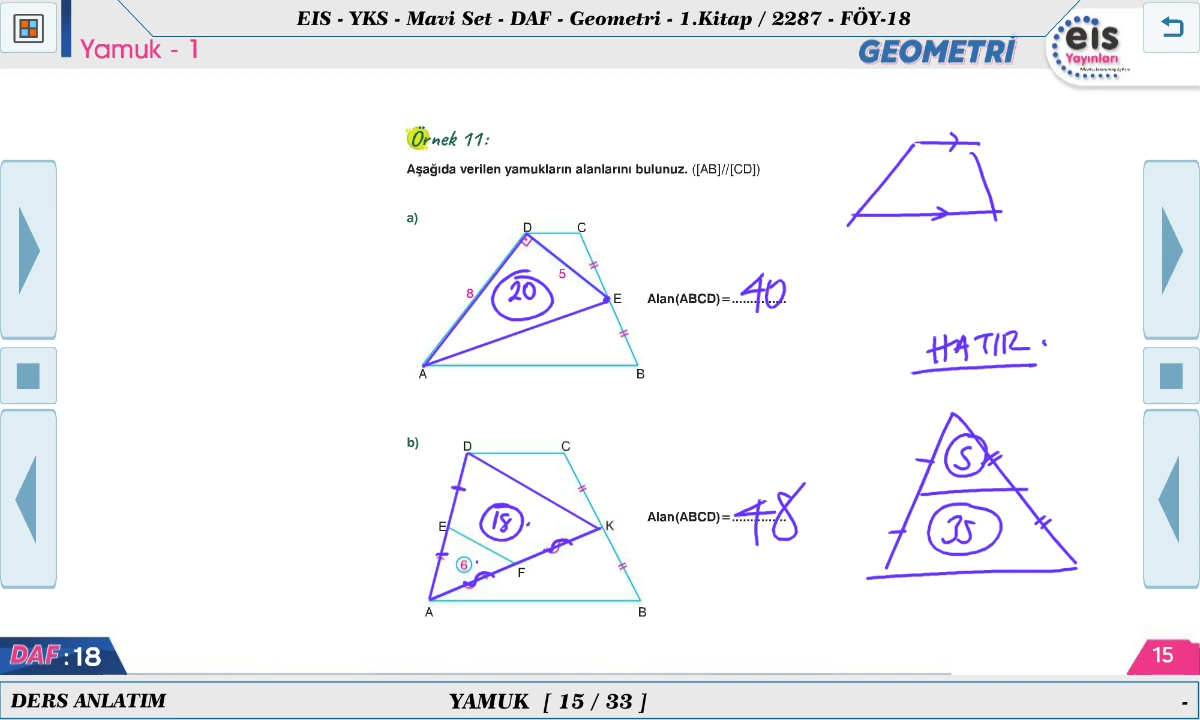 EIS - YKS - Mavi Set - DAF - Geometri - 1.Kitap / 2287 - FÖY-18
Yamuk - 1
GEOMETRİ
eis
Yayınları
Örnek 11:
Aşağıda verilen yamukların alanlarını bulunuz. ([AB]//[CD])
a)
D
C
8
5
20
E
A
B
Alan(ABCD)=..............
40
HATIR.
b)
D
C
E
18
K
6
F
A
B
Alan(ABCD)=..............
48
S
3S
DAF:18
15
DERS ANLATIM
YAMUK [ 15 / 33 ]
-